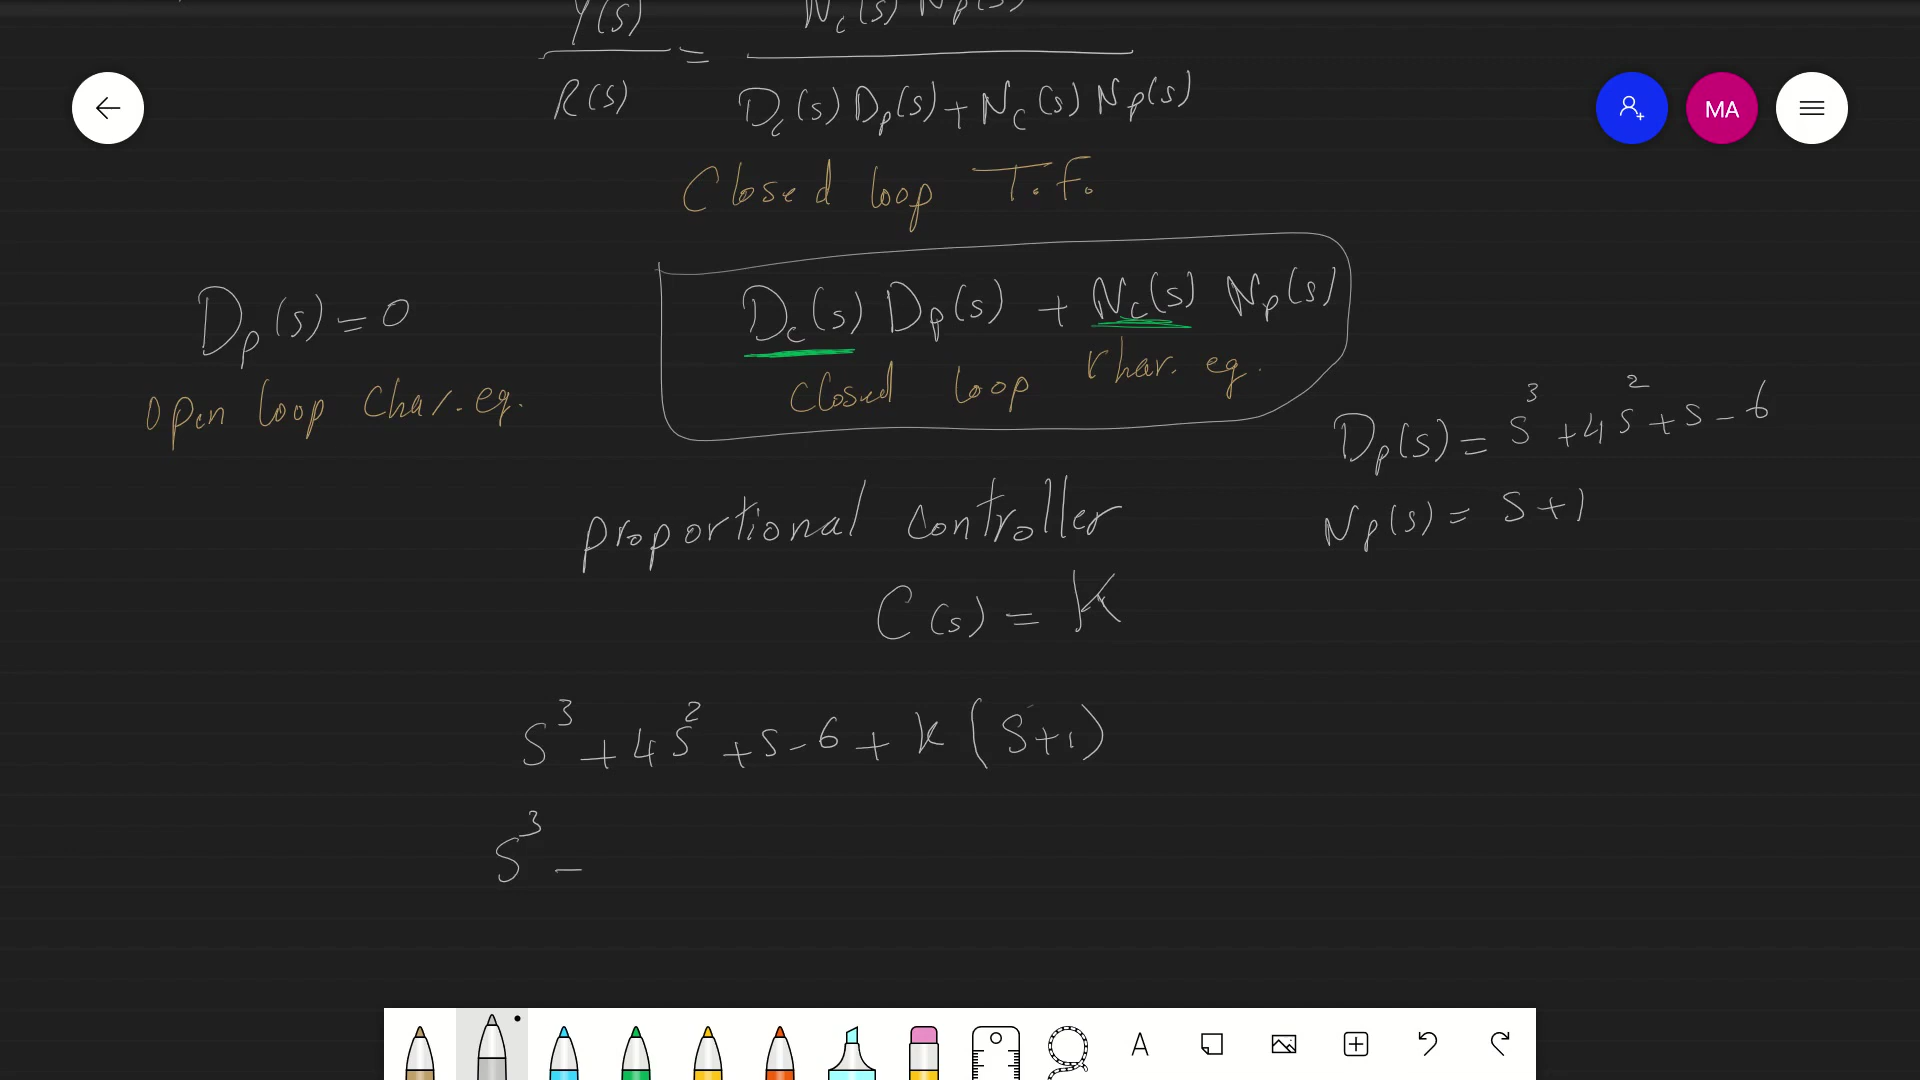 Y(s)/R(s) = Nc(s) Np(s) / Dc(s) Dp(s) + Nc(s) Np(s)
MA
Closed loop T.F.
Dp(s) = 0
Dc(s) Dp(s) + Nc(s) Np(s)
open loop Char. eq.
closed loop char. eq.
Dp(s) = s³ + 4s² + s - 6
Np(s) = s + 1
proportional controller
C(s) = K
s³ + 4s² + s - 6 + k(s+1)
s³ -
A